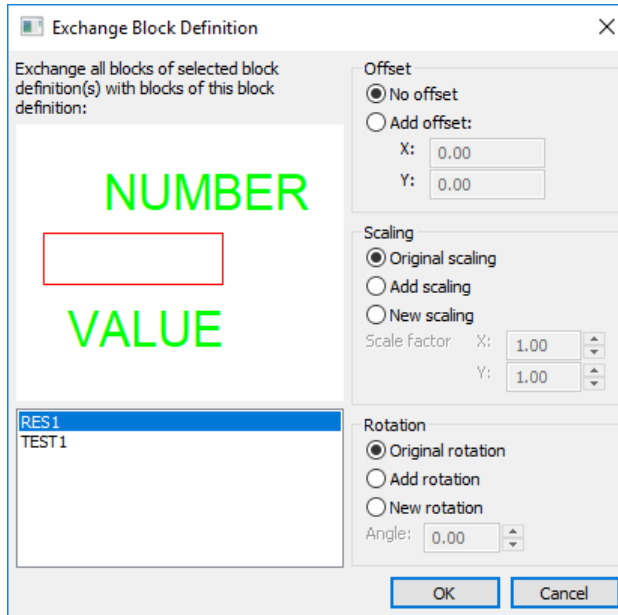 Exchange Block Definition
Exchange all blocks of selected block
definition(s) with blocks of this block
definition:
NUMBER
VALUE
RES1
TEST1
Offset
No offset
Add offset:
X: 0.00
Y: 0.00
Scaling
Original scaling
Add scaling
New scaling
Scale factor X: 1.00
Y: 1.00
Rotation
Original rotation
Add rotation
New rotation
Angle: 0.00
OK Cancel